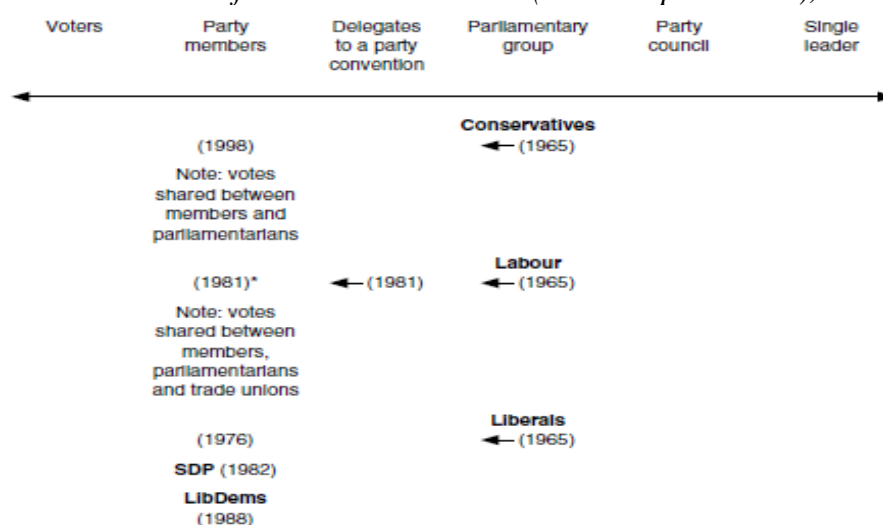 Voters Party members Delegates to a party convention Parliamentary group Party council Single leader
Conservatives
(1998) (1965)
Note: votes
shared between
members and
parliamentarians
Labour
(1981)* (1981) (1965)
Note: votes
shared between
members,
parliamentarians
and trade unions
Liberals
(1976) (1965)
SDP (1982)
LibDems
(1988)